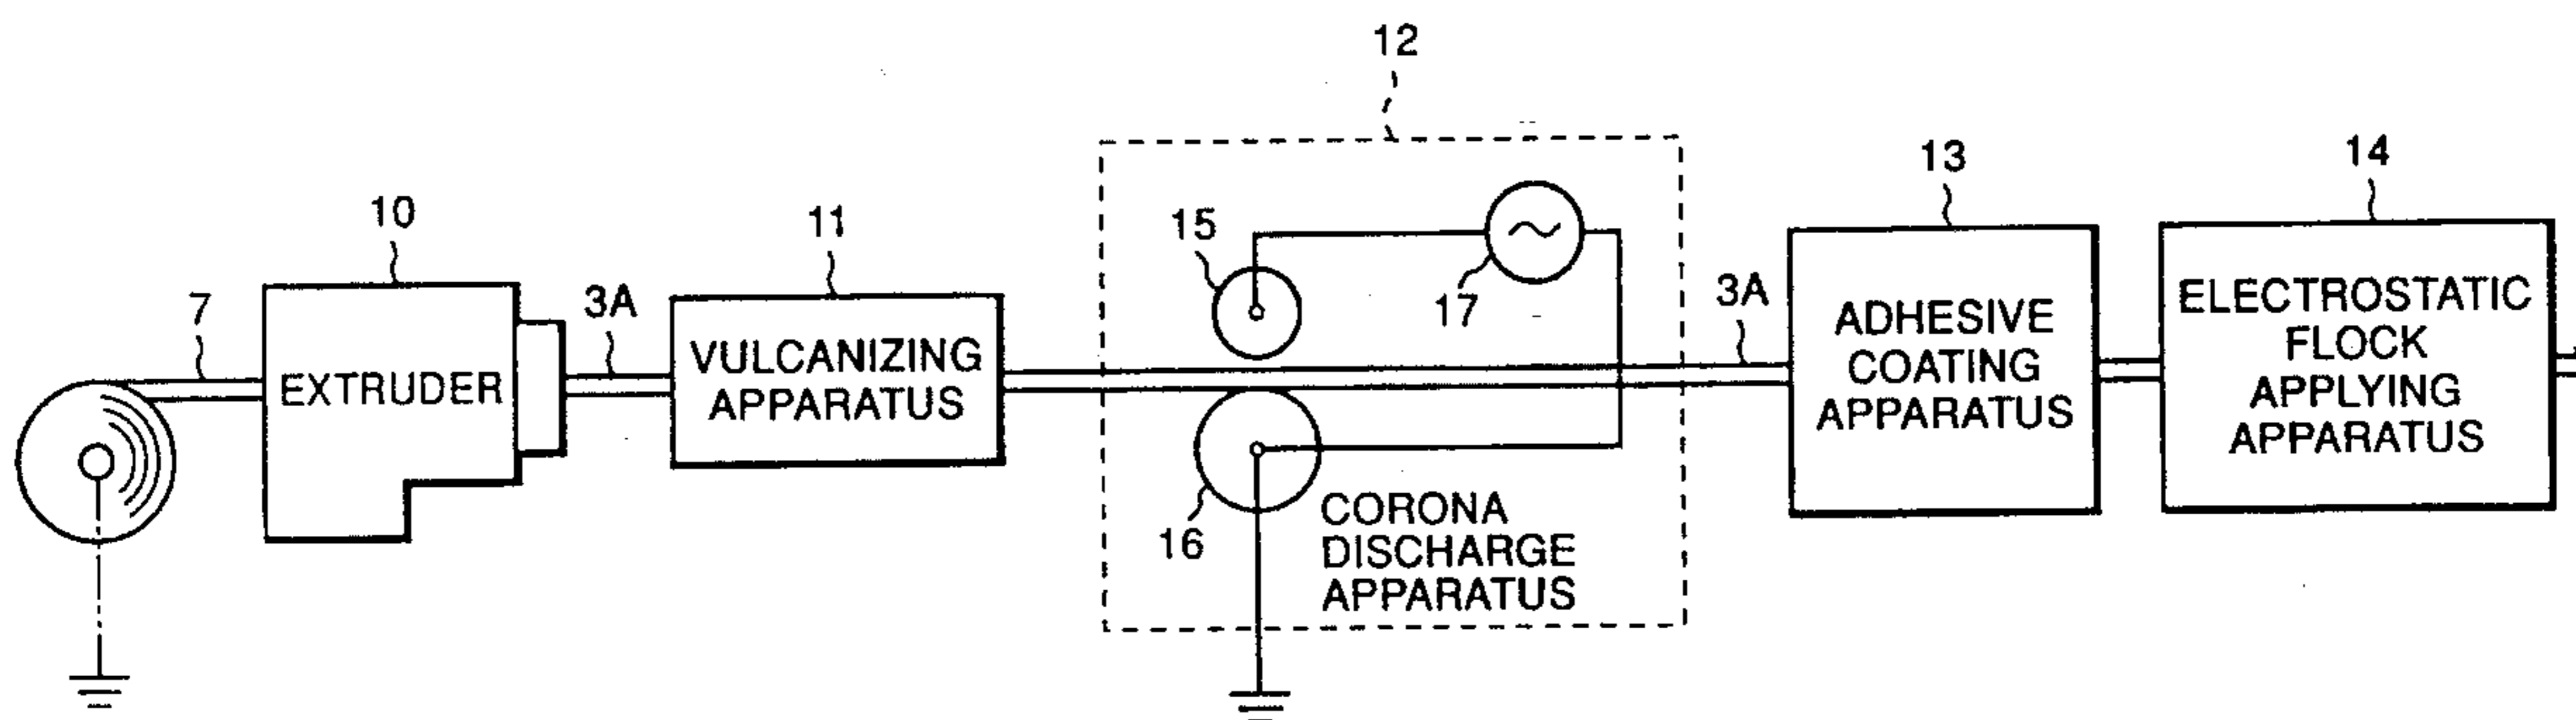 12
13
14
10
11
15
17
7
3A
3A
EXTRUDER
VULCANIZING
APPARATUS
ADHESIVE
COATING
APPARATUS
ELECTROSTATIC
FLOCK
APPLYING
APPARATUS
16
CORONA
DISCHARGE
APPARATUS